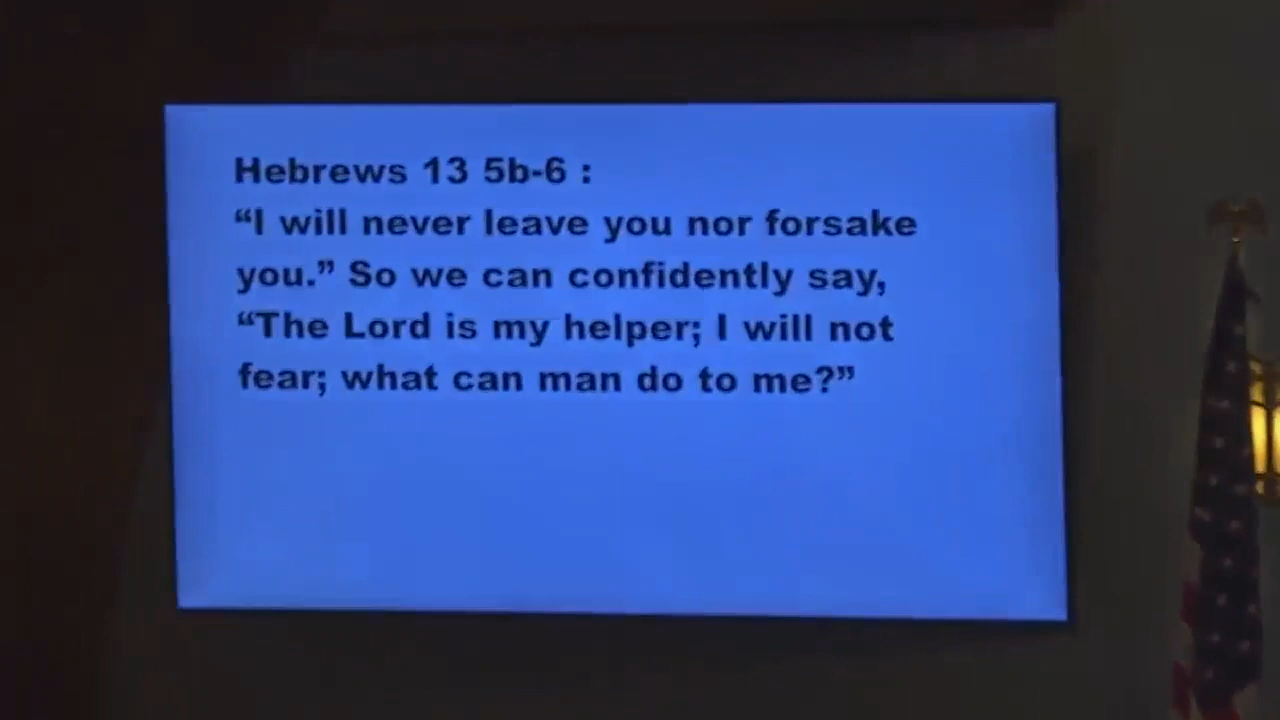 Hebrews 13 5b-6 :
“I will never leave you nor forsake
you.” So we can confidently say,
“The Lord is my helper; I will not
fear; what can man do to me?”